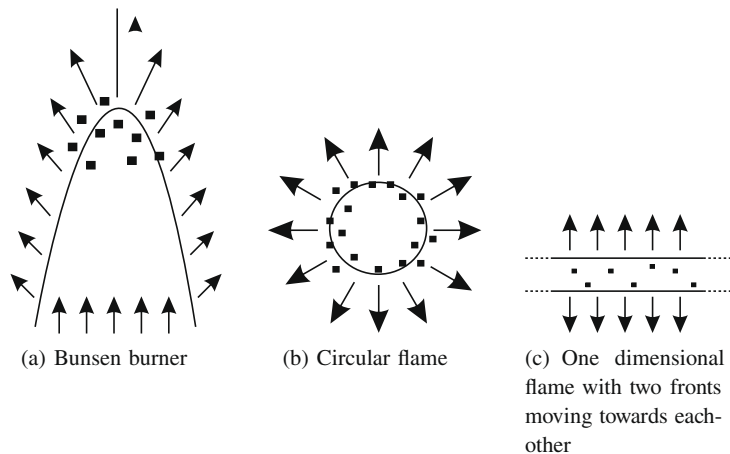 (a) Bunsen burner
(b) Circular flame
(c) One dimensional
flame with two fronts
moving towards each-
other